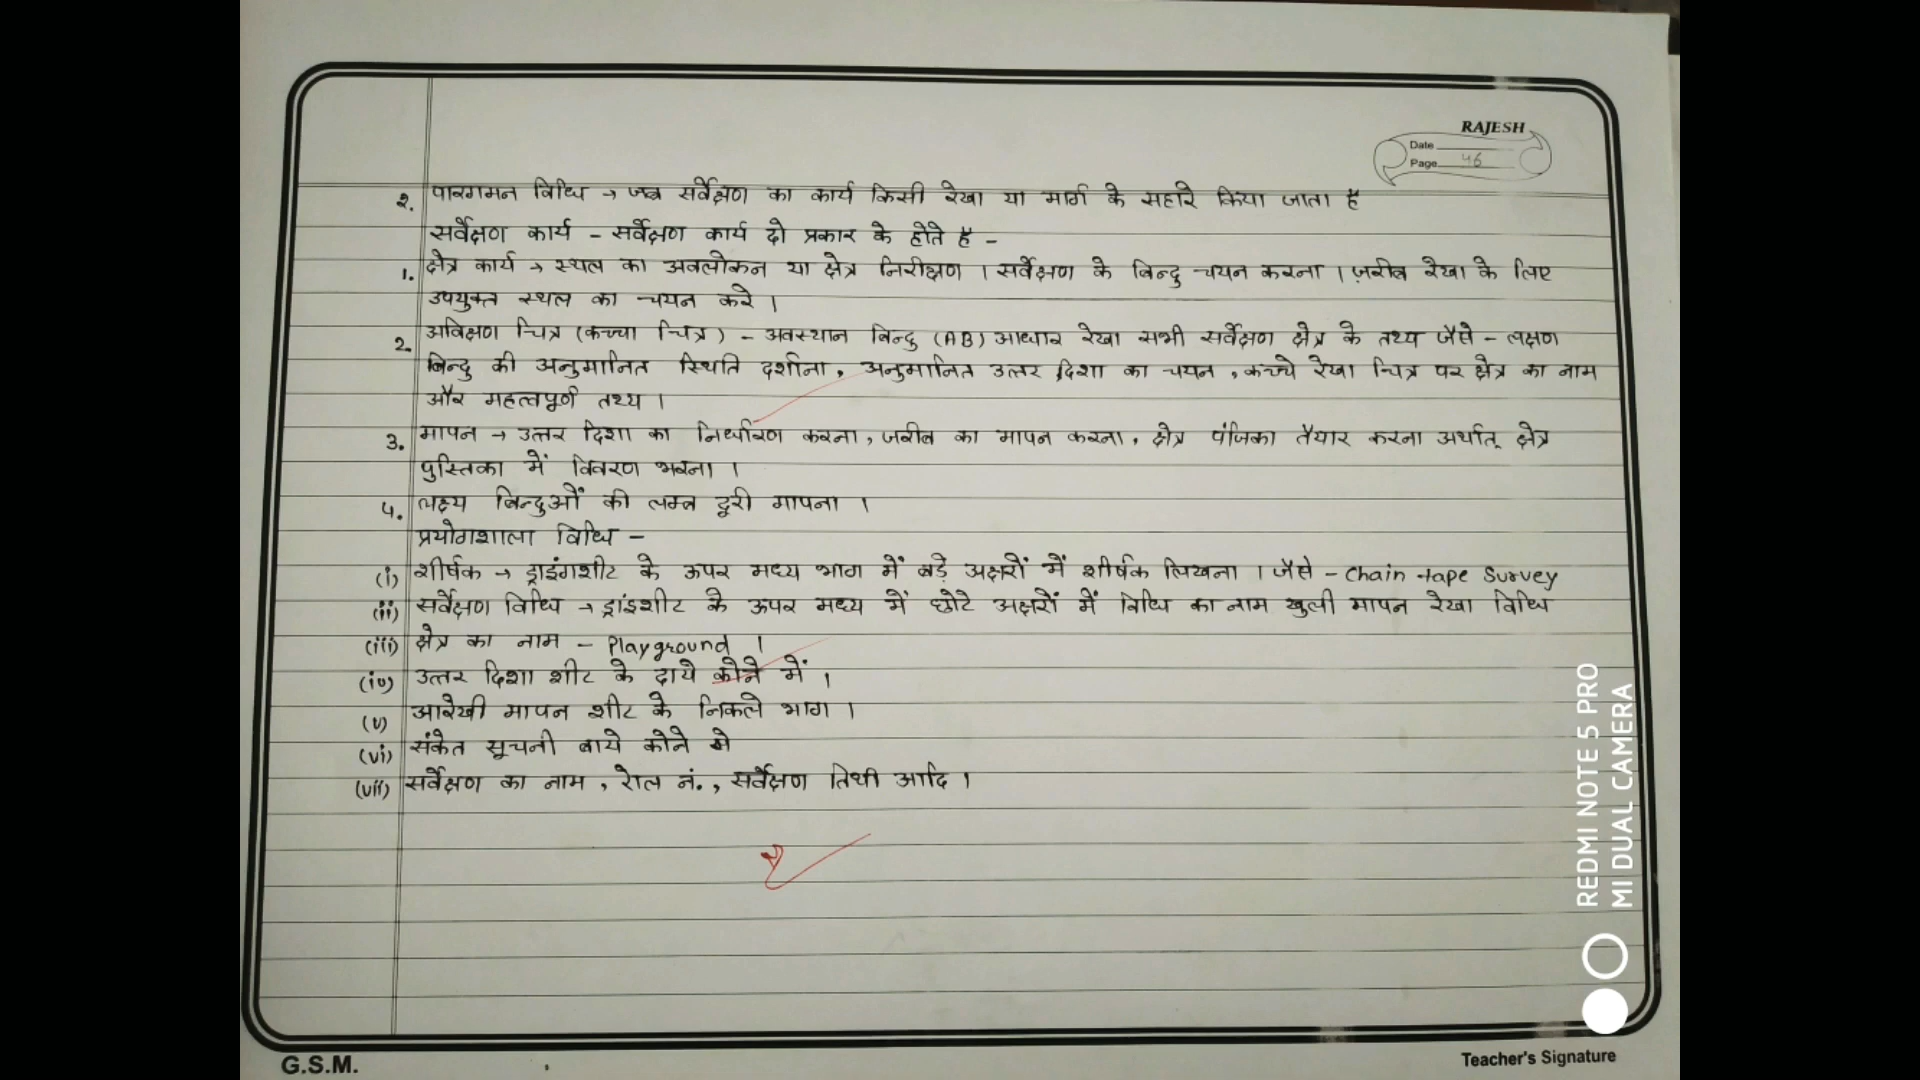 RAJESH
Date
Page 46
२. पारगमन विधि → जब सर्वेक्षण का कार्य किसी रेखा या मार्ग के सहारे किया जाता है
सर्वेक्षण कार्य - सर्वेक्षण कार्य दो प्रकार के होते है -
1. क्षेत्र कार्य → स्थल का अवलोकन या क्षेत्र निरीक्षण । सर्वेक्षण के बिन्दु चयन करना । ज़रीब रेखा के लिए
उपयुक्त स्थल का चयन करे ।
2. अविक्षण चित्र (कच्चा चित्र) - अवस्थान बिन्दु (AB) आधार रेखा सभी सर्वेक्षण क्षेत्र के तथ्य जैसे - लक्षण
बिन्दु की अनुमानित स्थिति दर्शाना, अनुमानित उत्तर दिशा का चयन, कच्चे रेखा चित्र पर क्षेत्र का नाम
और महत्वपूर्ण तथ्य ।
3. मापन → उत्तर दिशा का निर्धारण करना, जरीब का मापन करना, क्षेत्र पंजिका तैयार करना अर्थात् क्षेत्र
पुस्तिका में विवरण भरना ।
4. लक्ष्य बिन्दुओं की लम्ब दूरी मापना ।
प्रयोगशाला विधि -
(i) शीर्षक → ड्राइंगशीट के ऊपर मध्य भाग में बड़े अक्षरों में शीर्षक लिखना । जैसे - Chain tape Survey
(ii) सर्वेक्षण विधि → ड्रांइशीट के ऊपर मध्य में छोटे अक्षरों में विधि का नाम खुली मापन रेखा विधि
(iii) क्षेत्र का नाम - Playground ।
(iv) उत्तर दिशा शीट के दाये कोने में ।
(v) आरेखी मापन शीट के निकले भाग ।
(vi) संकेत सूचनी बाये कोने मे
(vii) सर्वेक्षण का नाम, रोल नं., सर्वेक्षण तिथी आदि ।
G.S.M.
Teacher's Signature
REDMI NOTE 5 PRO
MI DUAL CAMERA